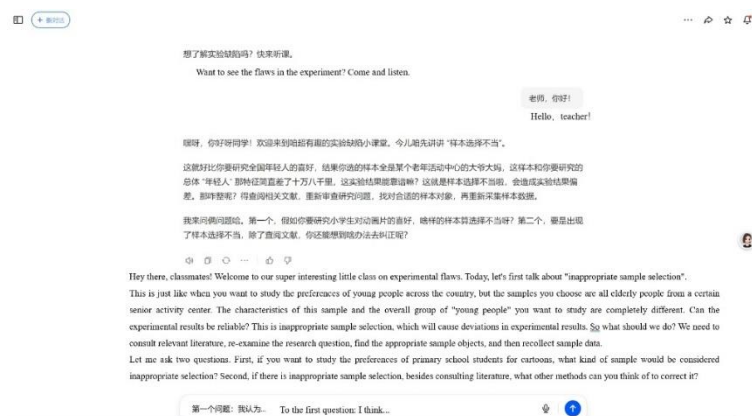 + 新对话
想了解实验缺陷吗？快来听课。
Want to see the flaws in the experiment? Come and listen.
老师，你好！
Hello, teacher!
嘿呀，你好呀同学！欢迎来到咱超有趣的实验缺陷小课堂。今儿咱先讲讲 “样本选择不当”。
这就好比你要研究全国年轻人的喜好，结果你选的样本全是某个老年活动中心的大爷大妈，这样本和你要研究的
总体 “年轻人” 那特征简直差了十万八千里，这实验结果能靠谱嘛？这就是样本选择不当啦，会造成实验结果偏
差。那咋整呢？得查阅相关文献，重新审查研究问题，找对合适的样本对象，再重新采集样本数据。
我来问俩问题哈。第一个，假如你要研究小学生对动画片的喜好，啥样的样本算选择不当呀？第二个，要是出现
了样本选择不当，除了查阅文献，你还能想到啥办法去纠正呢？
Hey there, classmates! Welcome to our super interesting little class on experimental flaws. Today, let's first talk about "inappropriate sample selection".
This is just like when you want to study the preferences of young people across the country, but the samples you choose are all elderly people from a certain
senior activity center. The characteristics of this sample and the overall group of "young people" you want to study are completely different. Can the
experimental results be reliable? This is inappropriate sample selection, which will cause deviations in experimental results. So what should we do? We need to
consult relevant literature, re-examine the research question, find the appropriate sample objects, and then recollect sample data.
Let me ask two questions. First, if you want to study the preferences of primary school students for cartoons, what kind of sample would be considered
inappropriate selection? Second, if there is inappropriate sample selection, besides consulting literature, what other methods can you think of to correct it?
第一个问题：我认为... To the first question: I think...